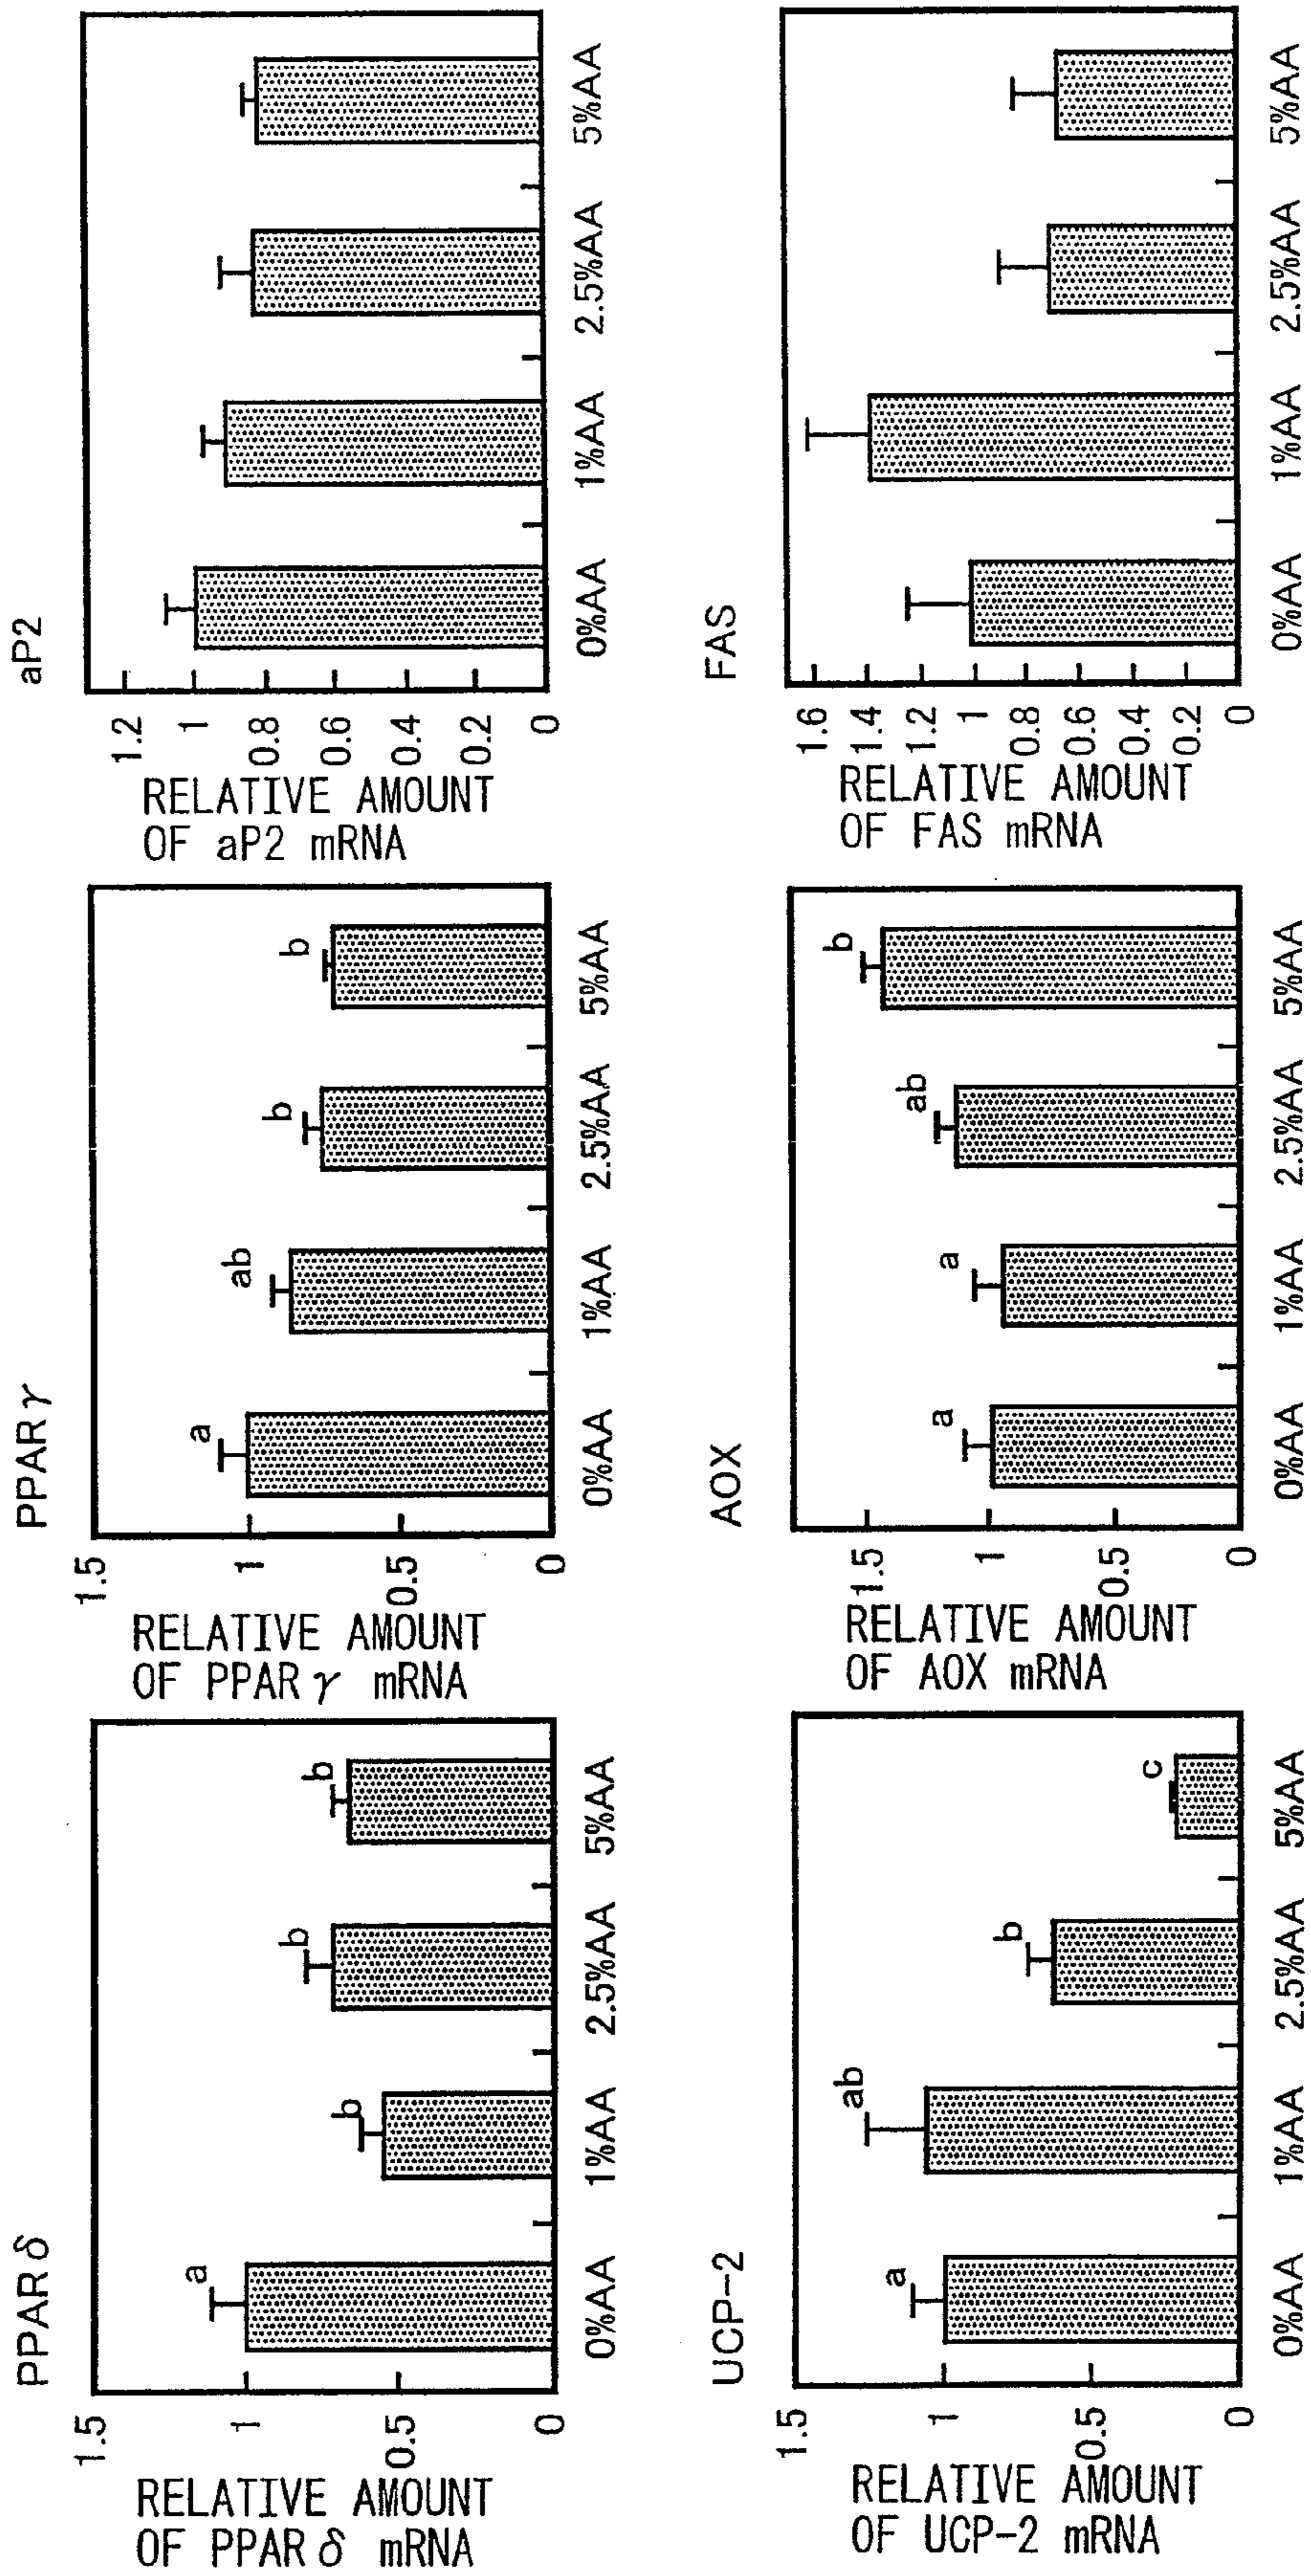 PPARδ
RELATIVE AMOUNT
OF PPARδ mRNA
1.5
1
0.5
0
a
b
b
b
0%AA
1%AA
2.5%AA
5%AA
PPARγ
RELATIVE AMOUNT
OF PPARγ mRNA
1.5
1
0.5
0
a
ab
b
b
0%AA
1%AA
2.5%AA
5%AA
aP2
RELATIVE AMOUNT
OF aP2 mRNA
1.2
1
0.8
0.6
0.4
0.2
0
0%AA
1%AA
2.5%AA
5%AA
UCP-2
RELATIVE AMOUNT
OF UCP-2 mRNA
1.5
1
0.5
0
a
ab
b
c
0%AA
1%AA
2.5%AA
5%AA
AOX
RELATIVE AMOUNT
OF AOX mRNA
1.5
1
0.5
0
a
a
ab
b
0%AA
1%AA
2.5%AA
5%AA
FAS
RELATIVE AMOUNT
OF FAS mRNA
1.6
1.4
1.2
1
0.8
0.6
0.4
0.2
0
0%AA
1%AA
2.5%AA
5%AA